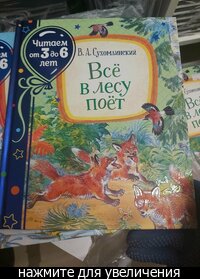 Читаем
от 3 до 6
лет
В. А. Сухомлинский
Всё
в лесу
поёт
нажмите для увеличения